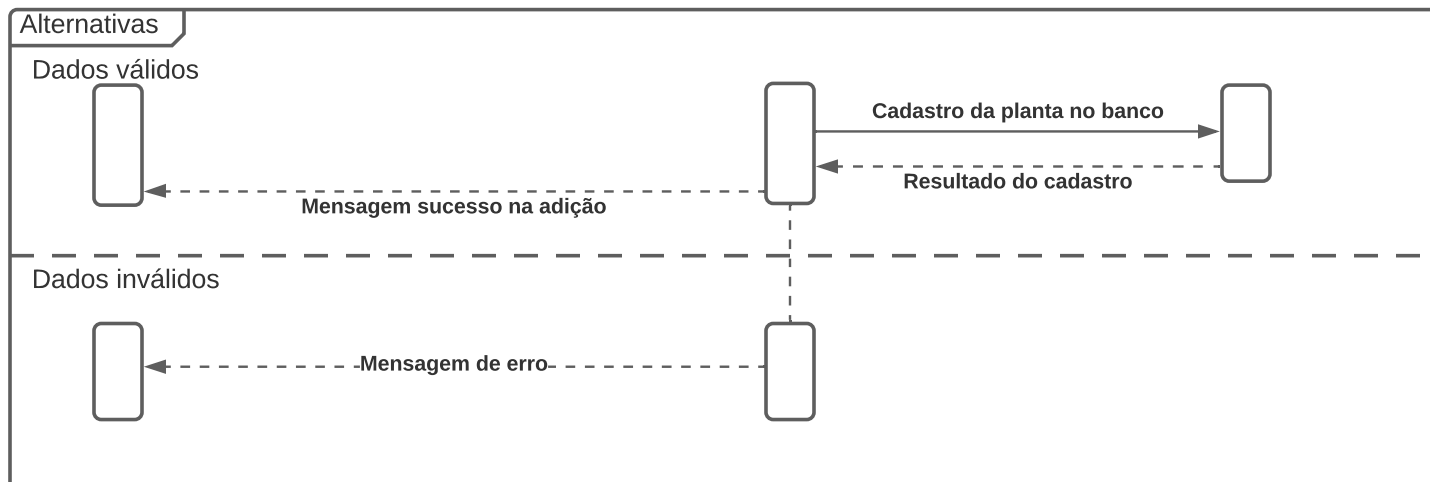 Alternativas
Dados válidos
Cadastro da planta no banco
Resultado do cadastro
Mensagem sucesso na adição
Dados inválidos
Mensagem de erro